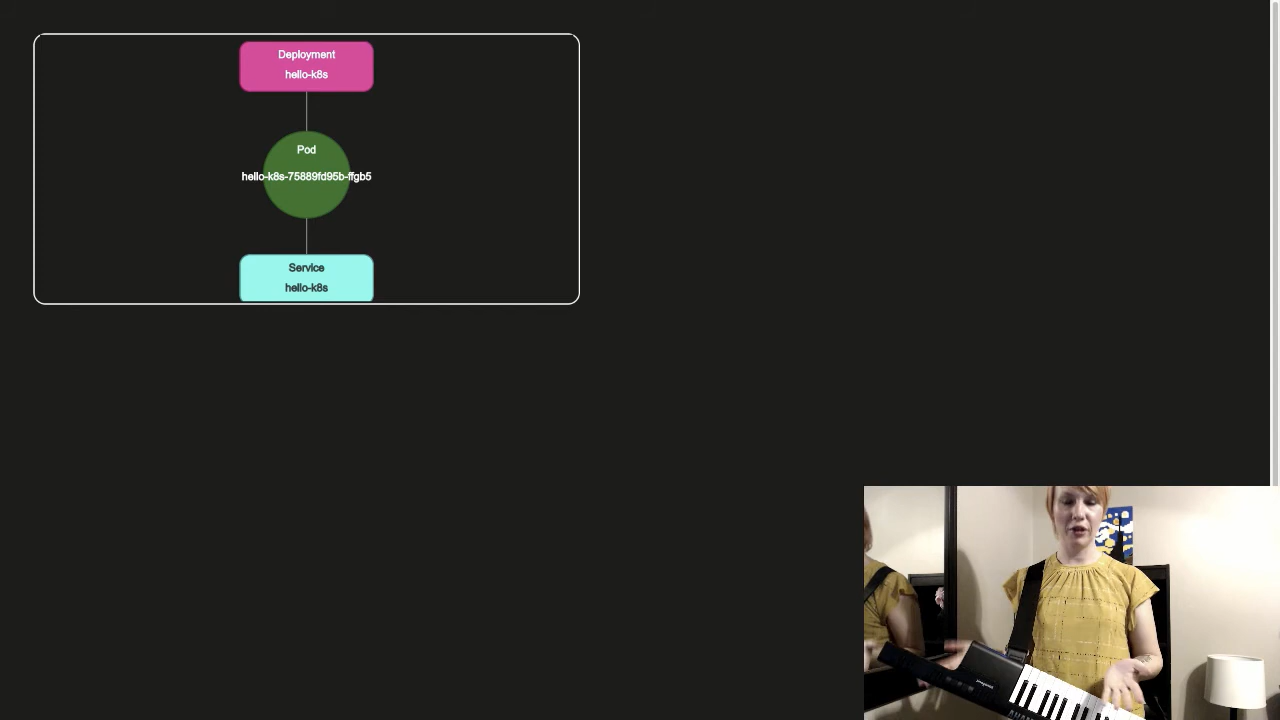 Deployment
hello-k8s
Pod
hello-k8s-75889fd95b-ffgb5
Service
hello-k8s